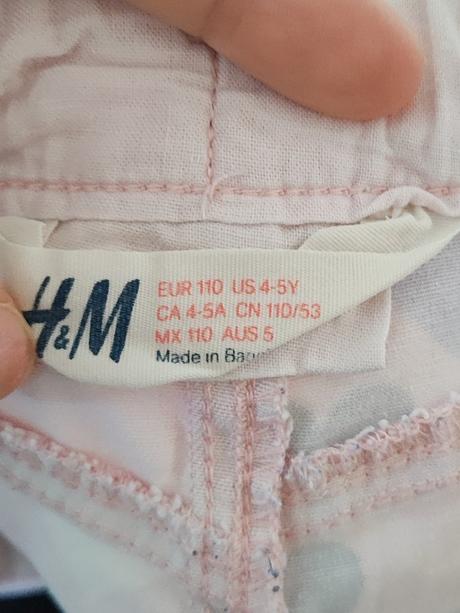 H&M
EUR 110 US 4-5Y
CA 4-5A CN 110/53
MX 110 AUS 5
Made in